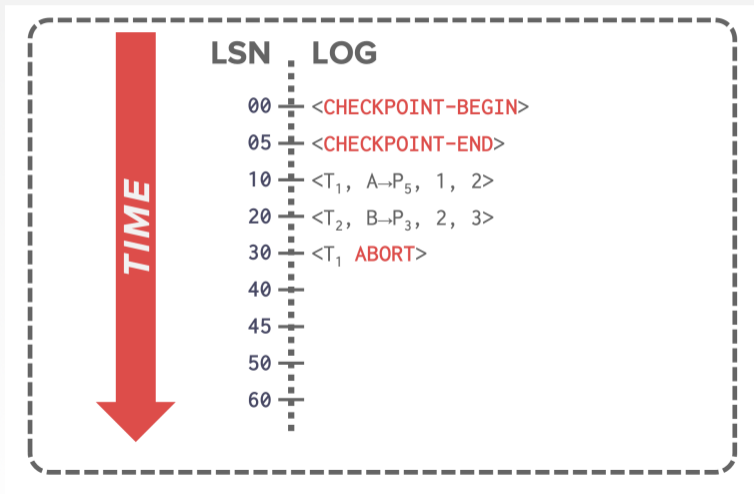 TIME
LSN LOG
00 <CHECKPOINT-BEGIN>
05 <CHECKPOINT-END>
10 <T₁, A→P₅, 1, 2>
20 <T₂, B→P₃, 2, 3>
30 <T₁ ABORT>
40
45
50
60